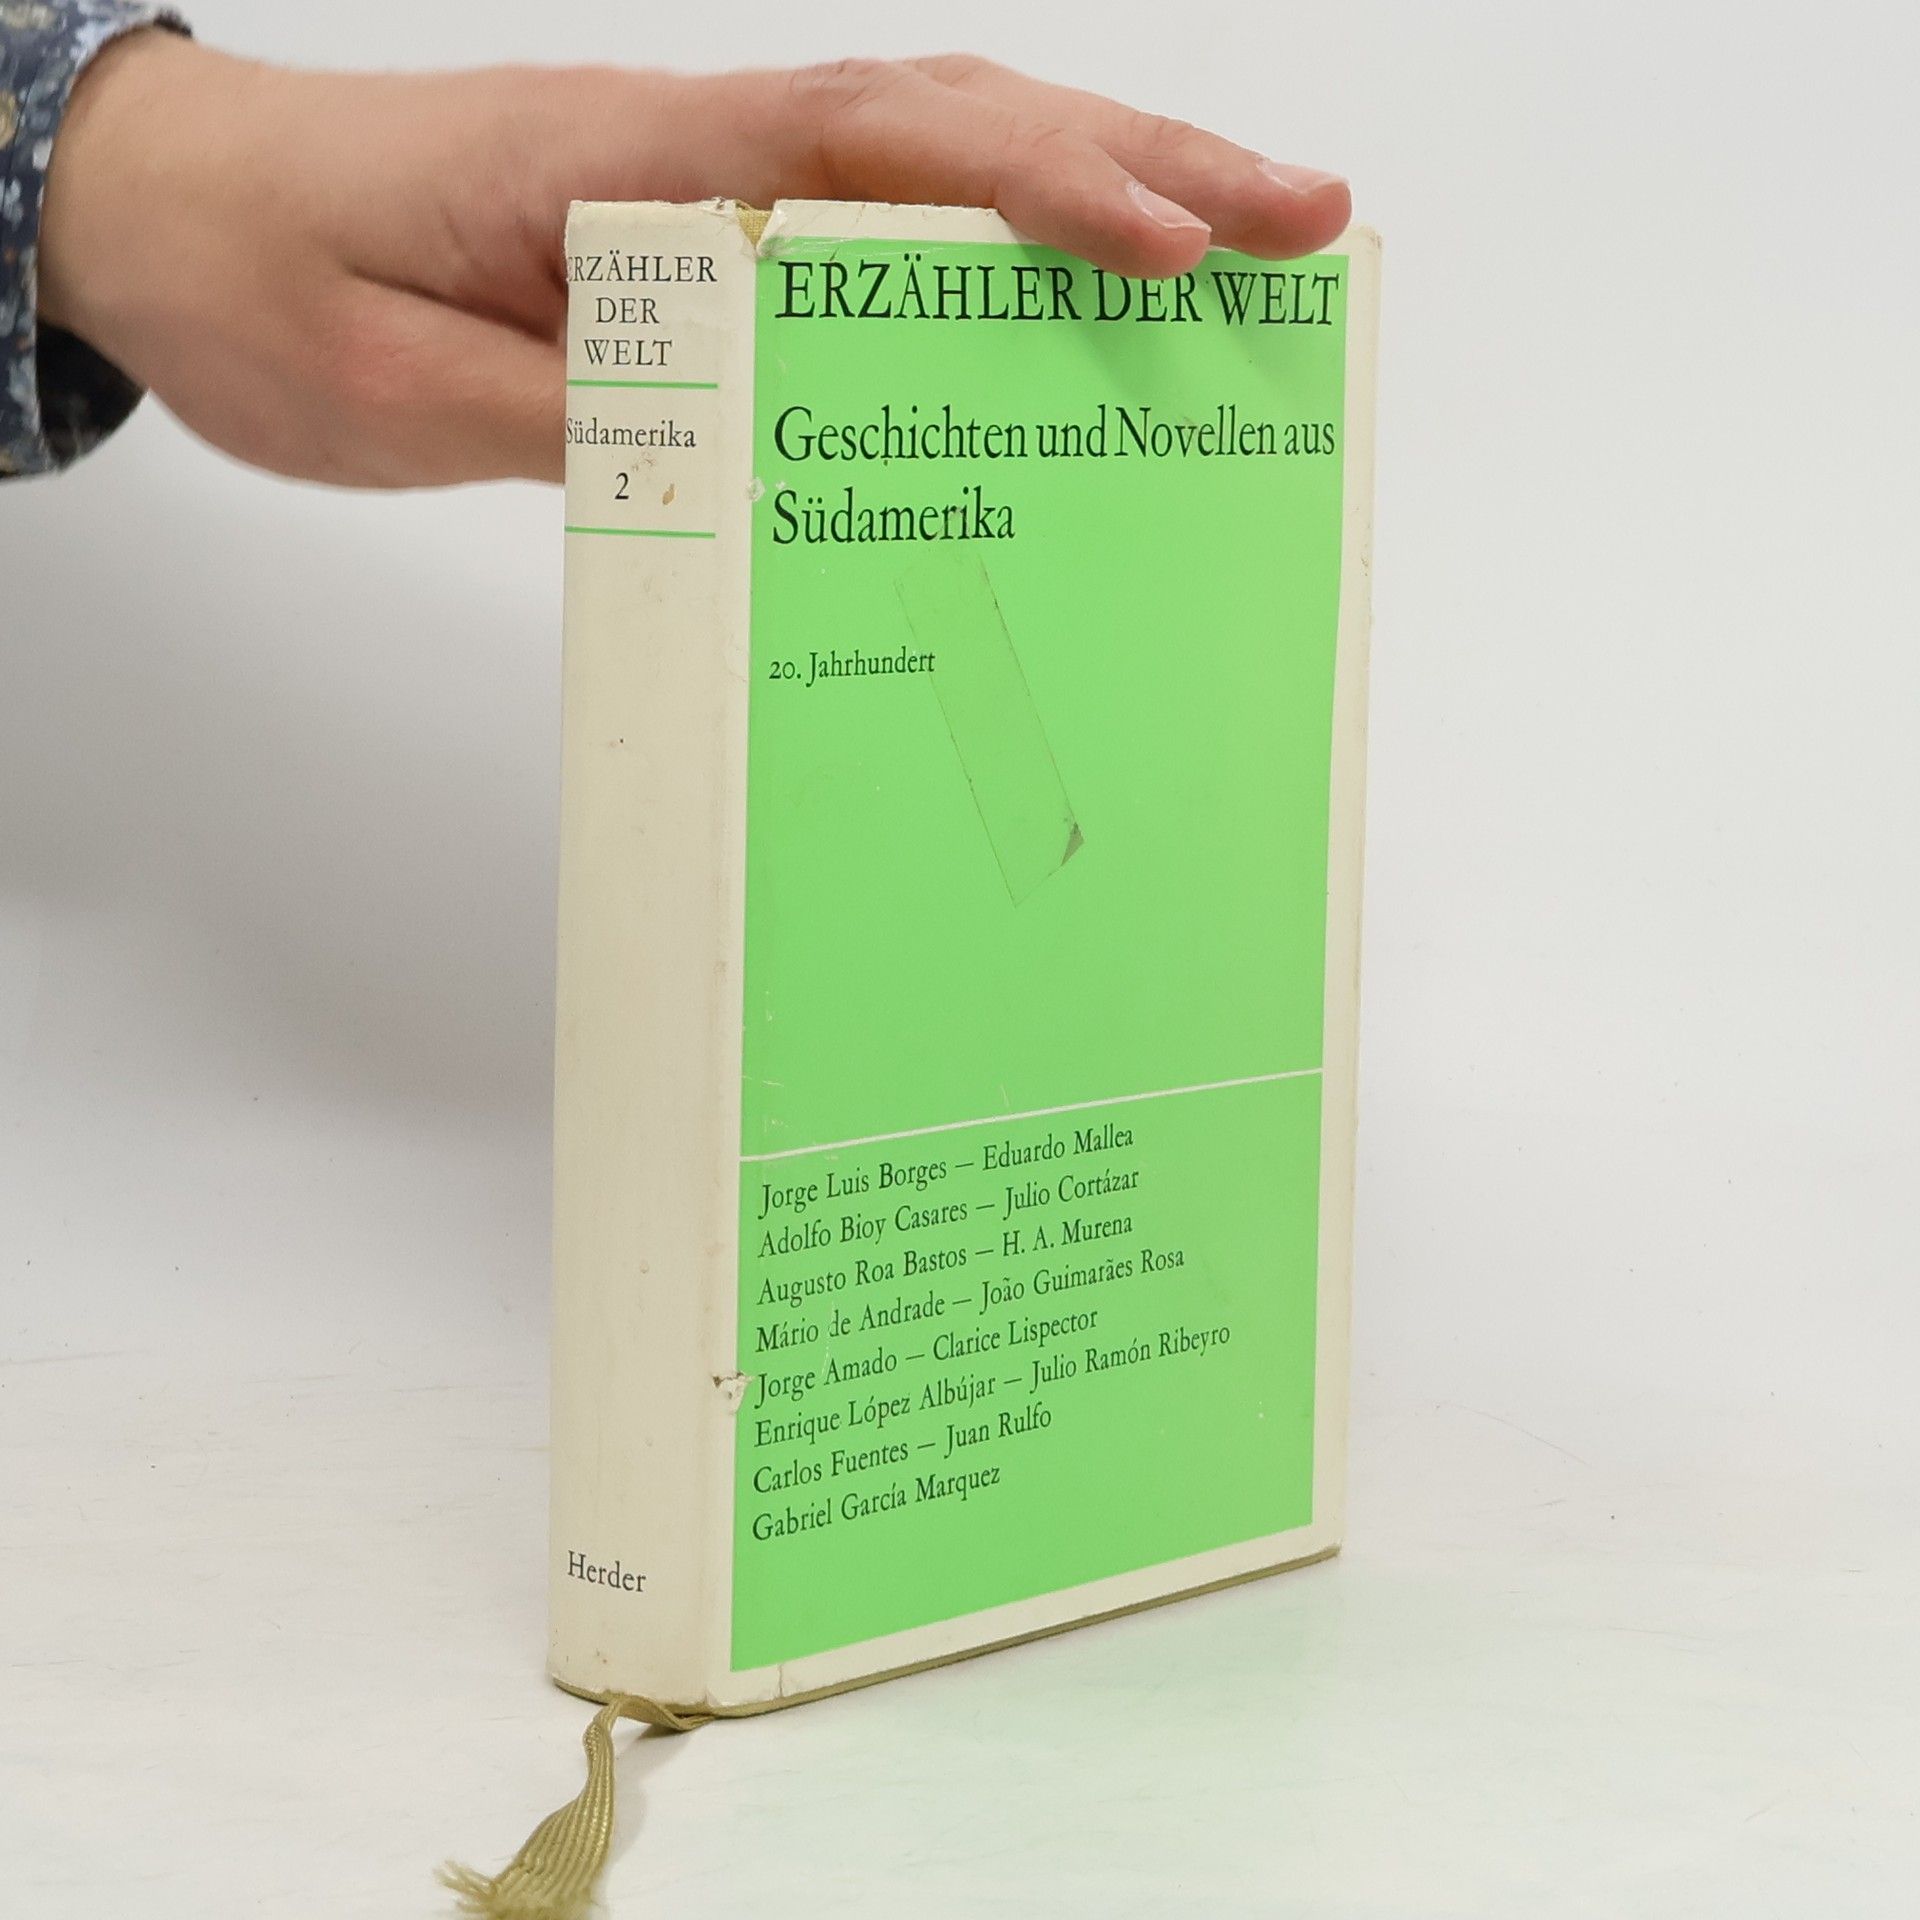 ERZÄHLER
DER
WELT
Südamerika
2
Herder
ERZÄHLER DER WELT
Geschichten und Novellen aus
Südamerika
20. Jahrhundert
Jorge Luis Borges – Eduardo Mallea
Adolfo Bioy Casares – Julio Cortázar
Augusto Roa Bastos – H. A. Murena
Mário de Andrade – João Guimarães Rosa
Jorge Amado – Clarice Lispector
Enrique López Albújar – Julio Ramón Ribeyro
Carlos Fuentes – Juan Rulfo
Gabriel García Marquez